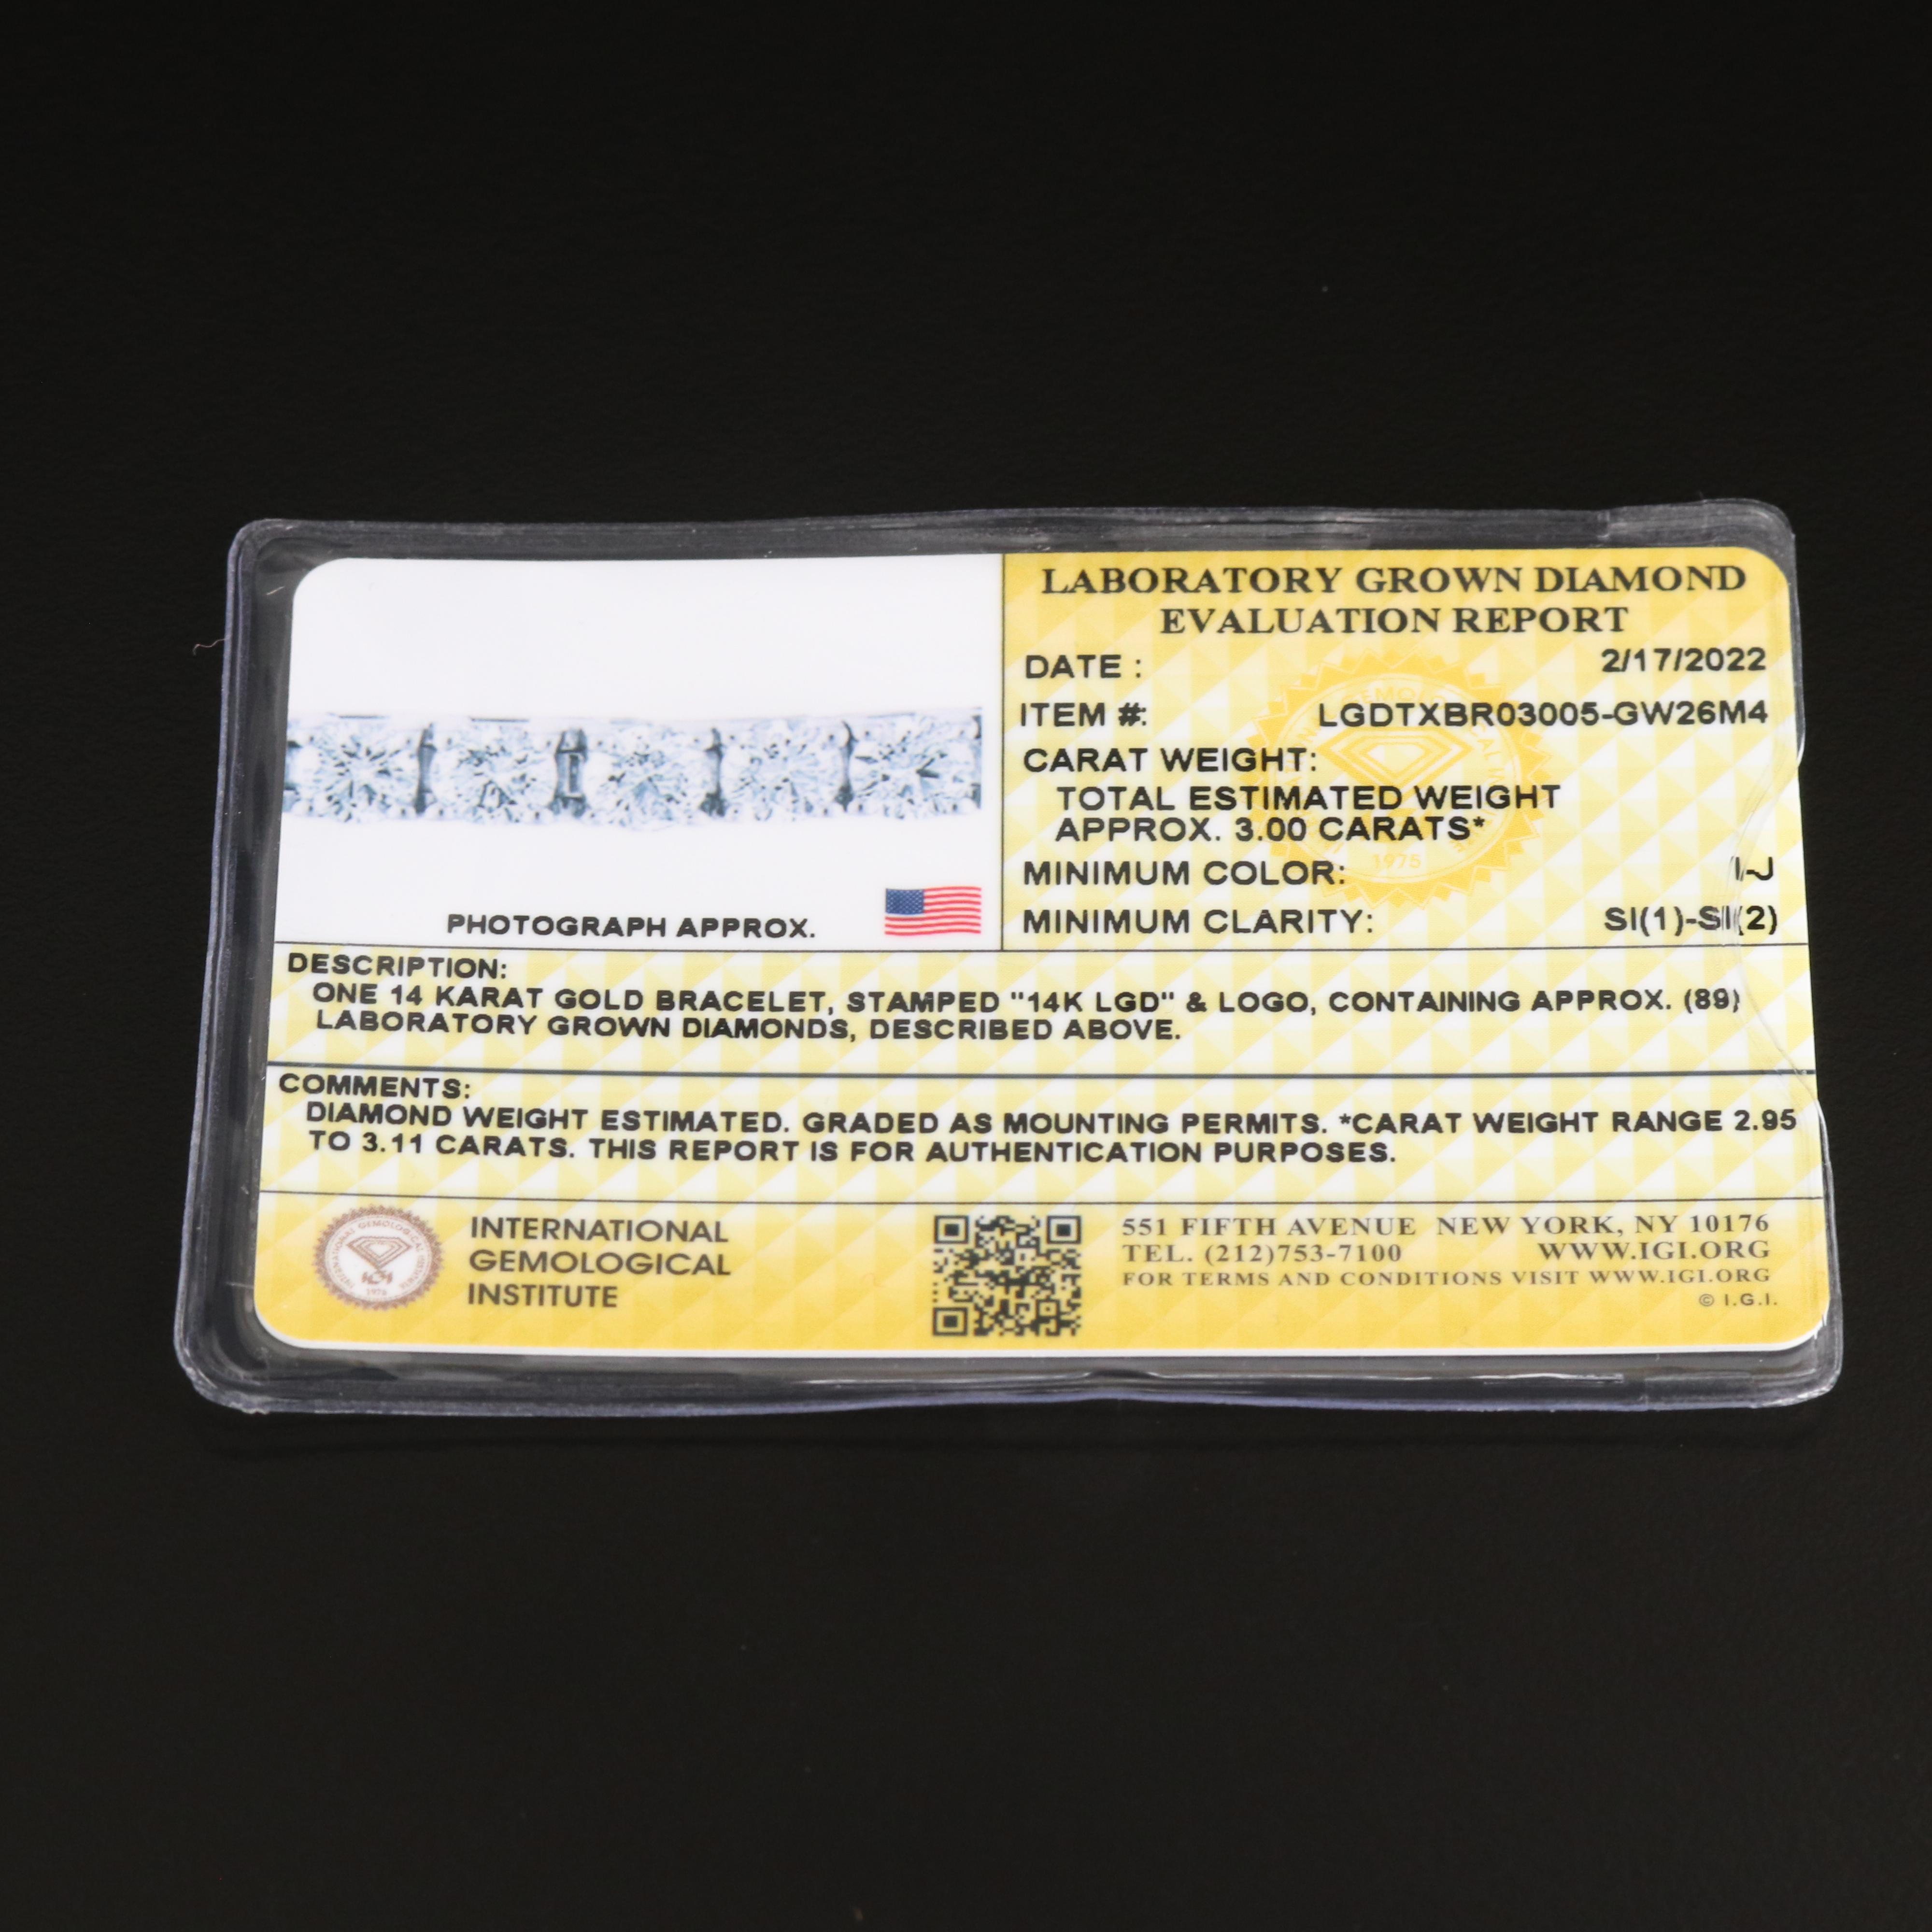 LABORATORY GROWN DIAMOND
EVALUATION REPORT
DATE : 2/17/2022
ITEM #: LGDTXBR03005-GW26M4
CARAT WEIGHT:
TOTAL ESTIMATED WEIGHT
APPROX. 3.00 CARATS*
MINIMUM COLOR: I-J
MINIMUM CLARITY: SI(1)-SI(2)
1975
PHOTOGRAPH APPROX.
DESCRIPTION:
ONE 14 KARAT GOLD BRACELET, STAMPED "14K LGD" & LOGO, CONTAINING APPROX. (89)
LABORATORY GROWN DIAMONDS, DESCRIBED ABOVE.
COMMENTS:
DIAMOND WEIGHT ESTIMATED. GRADED AS MOUNTING PERMITS. *CARAT WEIGHT RANGE 2.95
TO 3.11 CARATS. THIS REPORT IS FOR AUTHENTICATION PURPOSES.
INTERNATIONAL
GEMOLOGICAL
INSTITUTE
551 FIFTH AVENUE NEW YORK, NY 10176
TEL. (212)753-7100 WWW.IGI.ORG
FOR TERMS AND CONDITIONS VISIT WWW.IGI.ORG
© I.G.I.